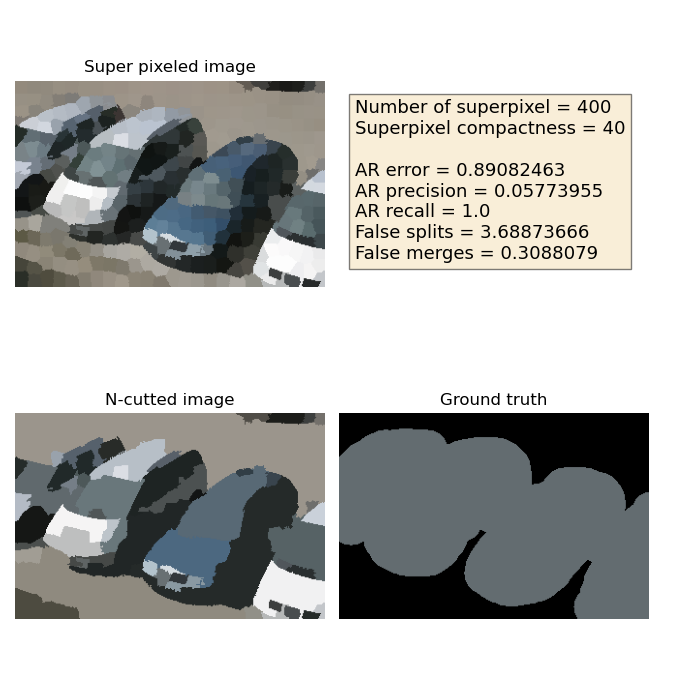 Super pixeled image
Number of superpixel = 400
Superpixel compactness = 40
AR error = 0.89082463
AR precision = 0.05773955
AR recall = 1.0
False splits = 3.68873666
False merges = 0.3088079
N-cutted image
Ground truth